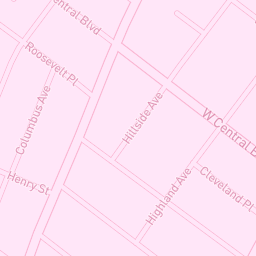 Central Blvd
Roosevelt Pl
Columbus Ave
Hillside Ave
W Central B
Henry St
Highland Ave
Cleveland Pl